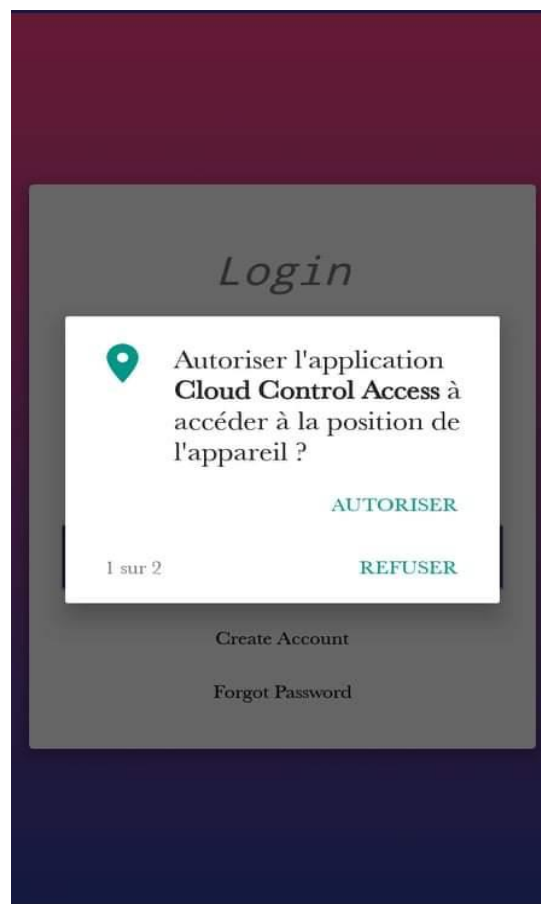 Login
Autoriser l'application
Cloud Control Access à
accéder à la position de
l'appareil ?
AUTORISER
1 sur 2
REFUSER
Create Account
Forgot Password